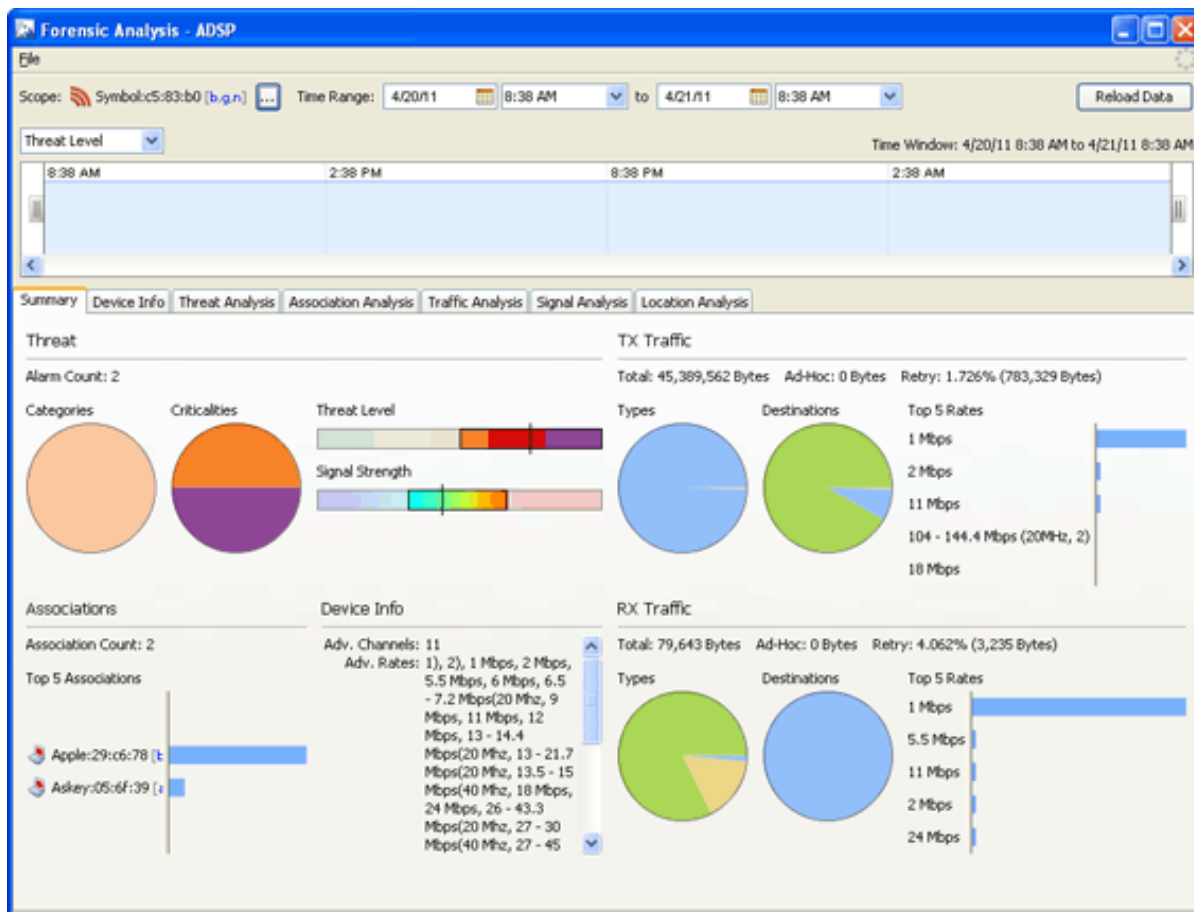 Forensic Analysis - ADSP
File
Scope: Symbol:c5:83:b0 [b,g,n] ... Time Range: 4/20/11 8:38 AM to 4/21/11 8:38 AM Reload Data
Threat Level Time Window: 4/20/11 8:38 AM to 4/21/11 8:38 AM
8:38 AM 2:38 PM 8:38 PM 2:38 AM
Summary Device Info Threat Analysis Association Analysis Traffic Analysis Signal Analysis Location Analysis
Threat
Alarm Count: 2
Categories Criticalities Threat Level
Signal Strength
TX Traffic
Total: 45,389,562 Bytes Ad-Hoc: 0 Bytes Retry: 1.726% (783,329 Bytes)
Types Destinations Top 5 Rates
1 Mbps
2 Mbps
11 Mbps
104 - 144.4 Mbps (20MHz, 2)
18 Mbps
Associations
Association Count: 2
Top 5 Associations
Apple:29:c6:78 [b
Askey:05:6f:39 [a
Device Info
Adv. Channels: 11
Adv. Rates: 1), 2), 1 Mbps, 2 Mbps,
5.5 Mbps, 6 Mbps, 6.5
- 7.2 Mbps(20 Mhz, 9
Mbps, 11 Mbps, 12
Mbps, 13 - 14.4
Mbps(20 Mhz, 13 - 21.7
Mbps(20 Mhz, 13.5 - 15
Mbps(40 Mhz, 18 Mbps,
24 Mbps, 26 - 43.3
Mbps(20 Mhz, 27 - 30
Mbps(40 Mhz, 27 - 45
RX Traffic
Total: 79,643 Bytes Ad-Hoc: 0 Bytes Retry: 4.062% (3,235 Bytes)
Types Destinations Top 5 Rates
1 Mbps
5.5 Mbps
11 Mbps
2 Mbps
24 Mbps